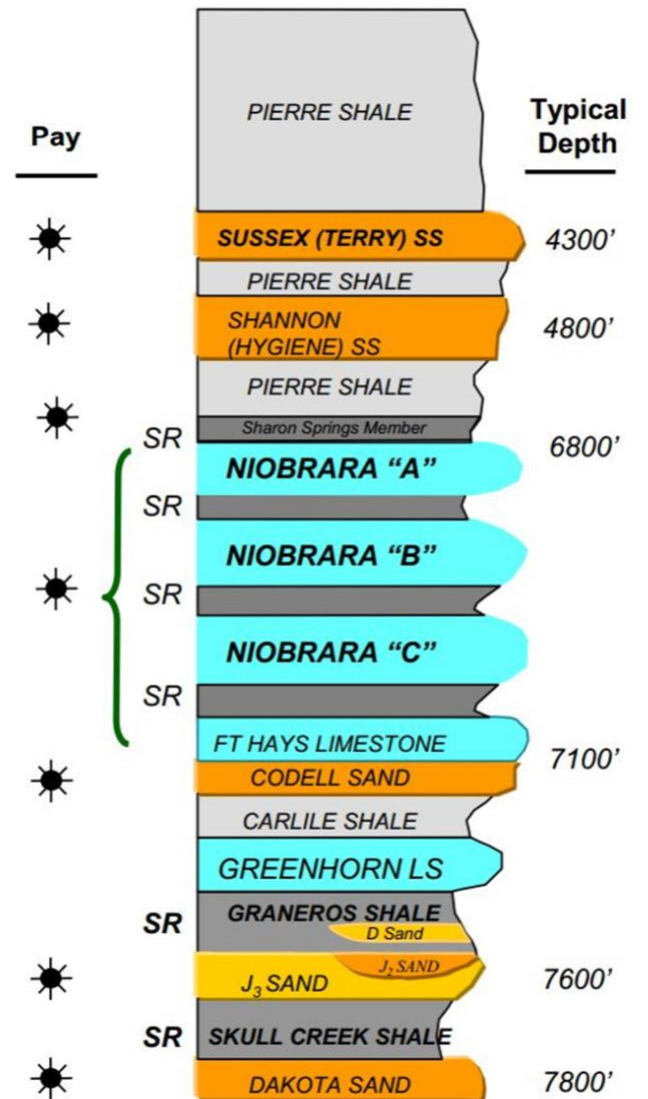 Pay
Typical
Depth
PIERRE SHALE
SUSSEX (TERRY) SS
4300’
PIERRE SHALE
SHANNON
(HYGIENE) SS
4800’
PIERRE SHALE
SR
Sharon Springs Member
6800’
NIOBRARA “A”
SR
NIOBRARA “B”
SR
NIOBRARA “C”
SR
FT HAYS LIMESTONE
7100’
CODELL SAND
CARLILE SHALE
GREENHORN LS
SR
GRANEROS SHALE
D Sand
J2 SAND
J3 SAND
7600’
SR
SKULL CREEK SHALE
DAKOTA SAND
7800’